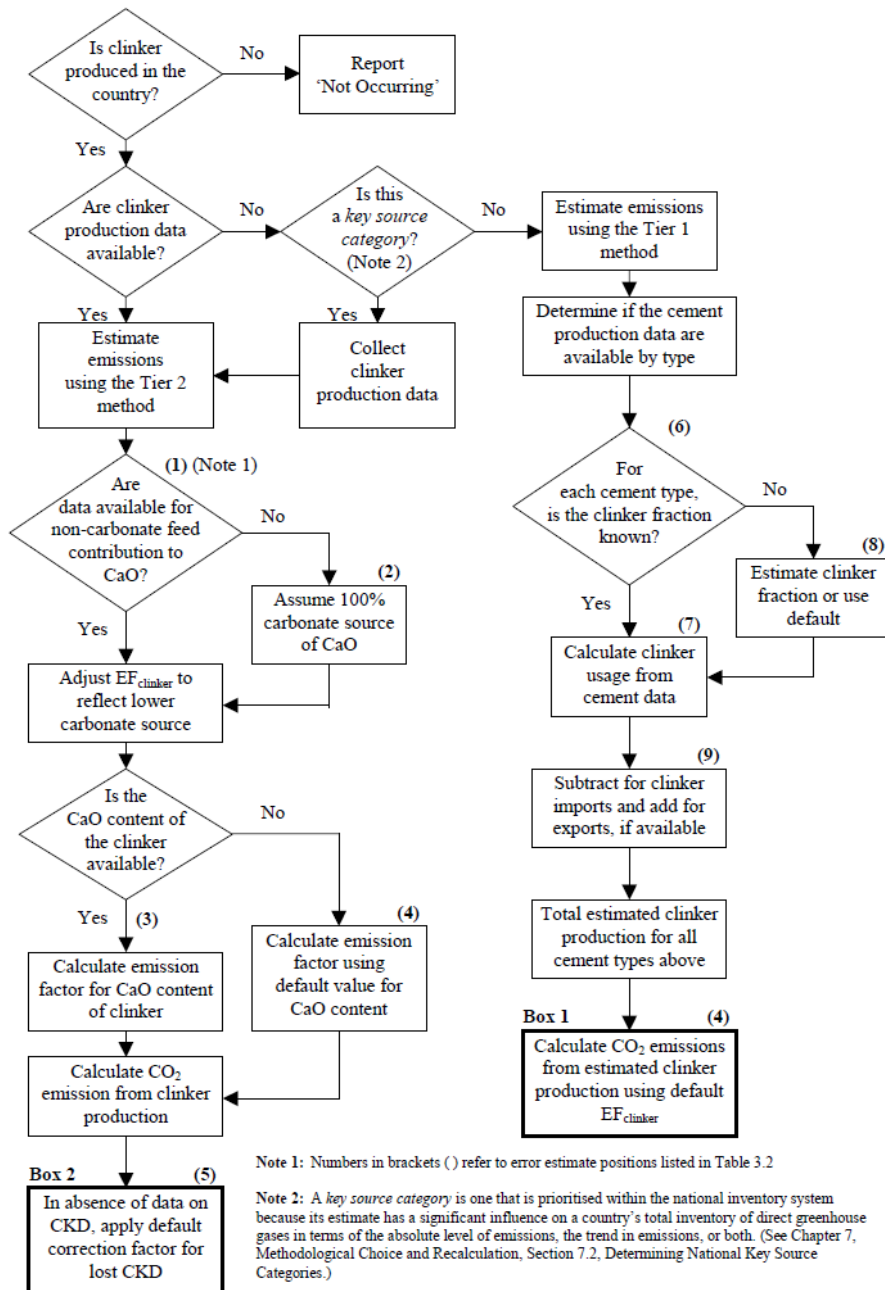 Is clinker
produced in the
country?
No
Report
‘Not Occurring’
Yes
Are clinker
production data
available?
No
Is this
a key source
category?
(Note 2)
No
Estimate emissions
using the Tier 1
method
Yes
Estimate
emissions
using the Tier 2
method
Yes
Collect
clinker
production data
Determine if the cement
production data are
available by type
(1) (Note 1)
Are
data available for
non-carbonate feed
contribution to
CaO?
No
(2)
Assume 100%
carbonate source
of CaO
Yes
Adjust EFclinker to
reflect lower
carbonate source
(6)
For
each cement type,
is the clinker fraction
known?
No
(8)
Estimate clinker
fraction or use
default
Yes
(7)
Calculate clinker
usage from
cement data
(9)
Subtract for clinker
imports and add for
exports, if available
Total estimated clinker
production for all
cement types above
Box 1
(4)
Calculate CO2 emissions
from estimated clinker
production using default
EFclinker
Is the
CaO content of
the clinker
available?
No
Yes
(3)
(4)
Calculate emission
factor using
default value for
CaO content
Calculate emission
factor for CaO content
of clinker
Calculate CO2
emission from clinker
production
Box 2
(5)
In absence of data on
CKD, apply default
correction factor for
lost CKD
Note 1: Numbers in brackets ( ) refer to error estimate positions listed in Table 3.2
Note 2: A key source category is one that is prioritised within the national inventory system
because its estimate has a significant influence on a country’s total inventory of direct greenhouse
gases in terms of the absolute level of emissions, the trend in emissions, or both. (See Chapter 7,
Methodological Choice and Recalculation, Section 7.2, Determining National Key Source
Categories.)